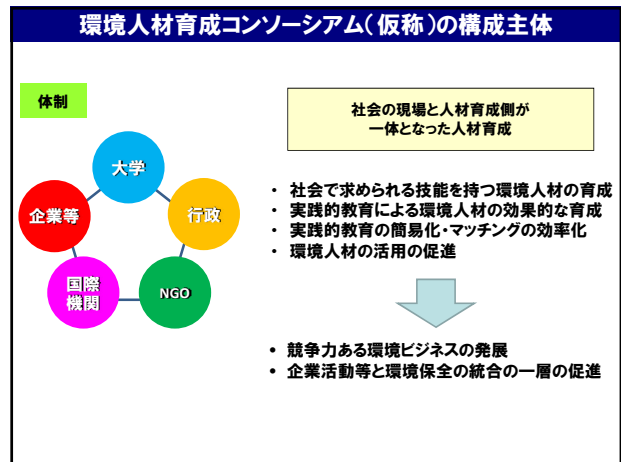 環境人材育成コンソーシアム(仮称)の構成主体
体制
大学
企業等
行政
国際
機関
NGO
社会の現場と人材育成側が
一体となった人材育成
・ 社会で求められる技能を持つ環境人材の育成
・ 実践的教育による環境人材の効果的な育成
・ 実践的教育の簡易化・マッチングの効率化
・ 環境人材の活用の促進
・ 競争力ある環境ビジネスの発展
・ 企業活動等と環境保全の統合の一層の促進